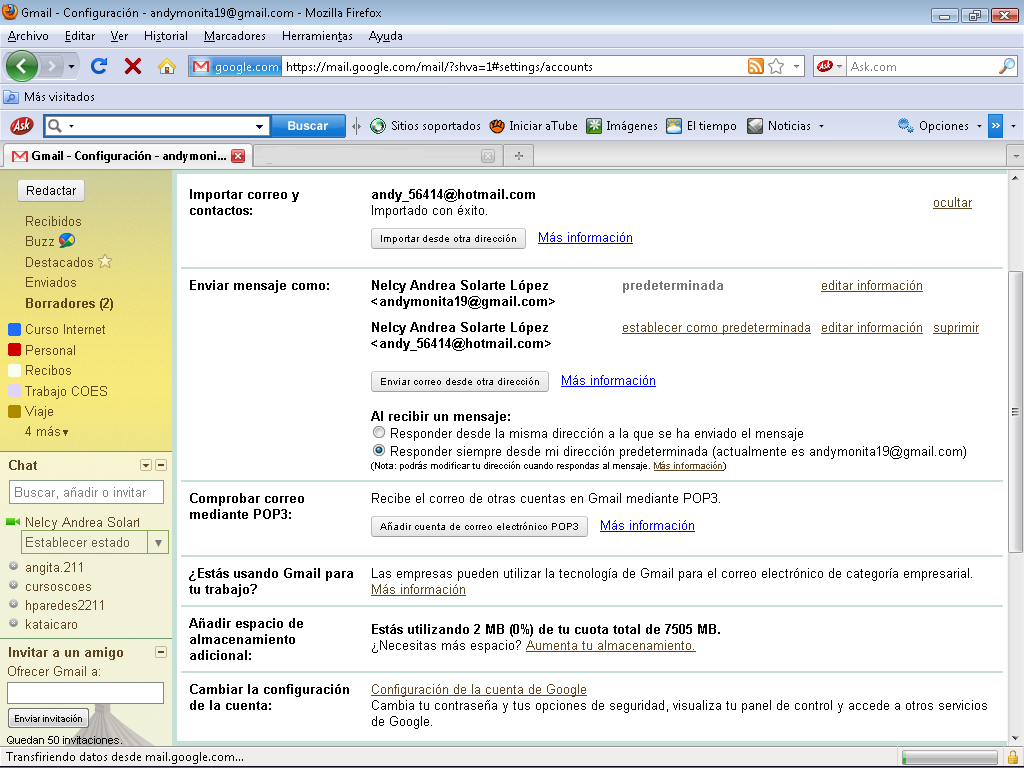 Gmail - Configuración - andymonita19@gmail.com - Mozilla Firefox
Archivo Editar Ver Historial Marcadores Herramientas Ayuda
google.com https://mail.google.com/mail/?shva=1#settings/accounts
Ask Ask.com
Más visitados
Ask Buscar Sitios soportados Iniciar aTube Imágenes El tiempo Noticias Opciones »
Gmail - Configuración - andymoni...
Redactar
Recibidos
Buzz
Destacados
Enviados
Borradores (2)
Curso Internet
Personal
Recibos
Trabajo COES
Viaje
4 más▾
Chat
Buscar, añadir o invitar
Nelcy Andrea Solarl
Establecer estado
angita.211
cursoscoes
hparedes2211
kataicaro
Invitar a un amigo
Ofrecer Gmail a:
Enviar invitación
Quedan 50 invitaciones.
Importar correo y
contactos:
andy_56414@hotmail.com
Importado con éxito.
ocultar
Importar desde otra dirección Más información
Enviar mensaje como:
Nelcy Andrea Solarte López
<andymonita19@gmail.com>
predeterminada editar información
Nelcy Andrea Solarte López
<andy_56414@hotmail.com>
establecer como predeterminada editar información suprimir
Enviar correo desde otra dirección Más información
Al recibir un mensaje:
Responder desde la misma dirección a la que se ha enviado el mensaje
Responder siempre desde mi dirección predeterminada (actualmente es andymonita19@gmail.com)
(Nota: podrás modificar tu dirección cuando respondas al mensaje. Más información)
Comprobar correo
mediante POP3:
Recibe el correo de otras cuentas en Gmail mediante POP3.
Añadir cuenta de correo electrónico POP3 Más información
¿Estás usando Gmail para
tu trabajo?
Las empresas pueden utilizar la tecnología de Gmail para el correo electrónico de categoría empresarial.
Más información
Añadir espacio de
almacenamiento
adicional:
Estás utilizando 2 MB (0%) de tu cuota total de 7505 MB.
¿Necesitas más espacio? Aumenta tu almacenamiento.
Cambiar la configuración
de la cuenta:
Configuración de la cuenta de Google
Cambia tu contraseña y tus opciones de seguridad, visualiza tu panel de control y accede a otros servicios
de Google.
Transfiriendo datos desde mail.google.com...